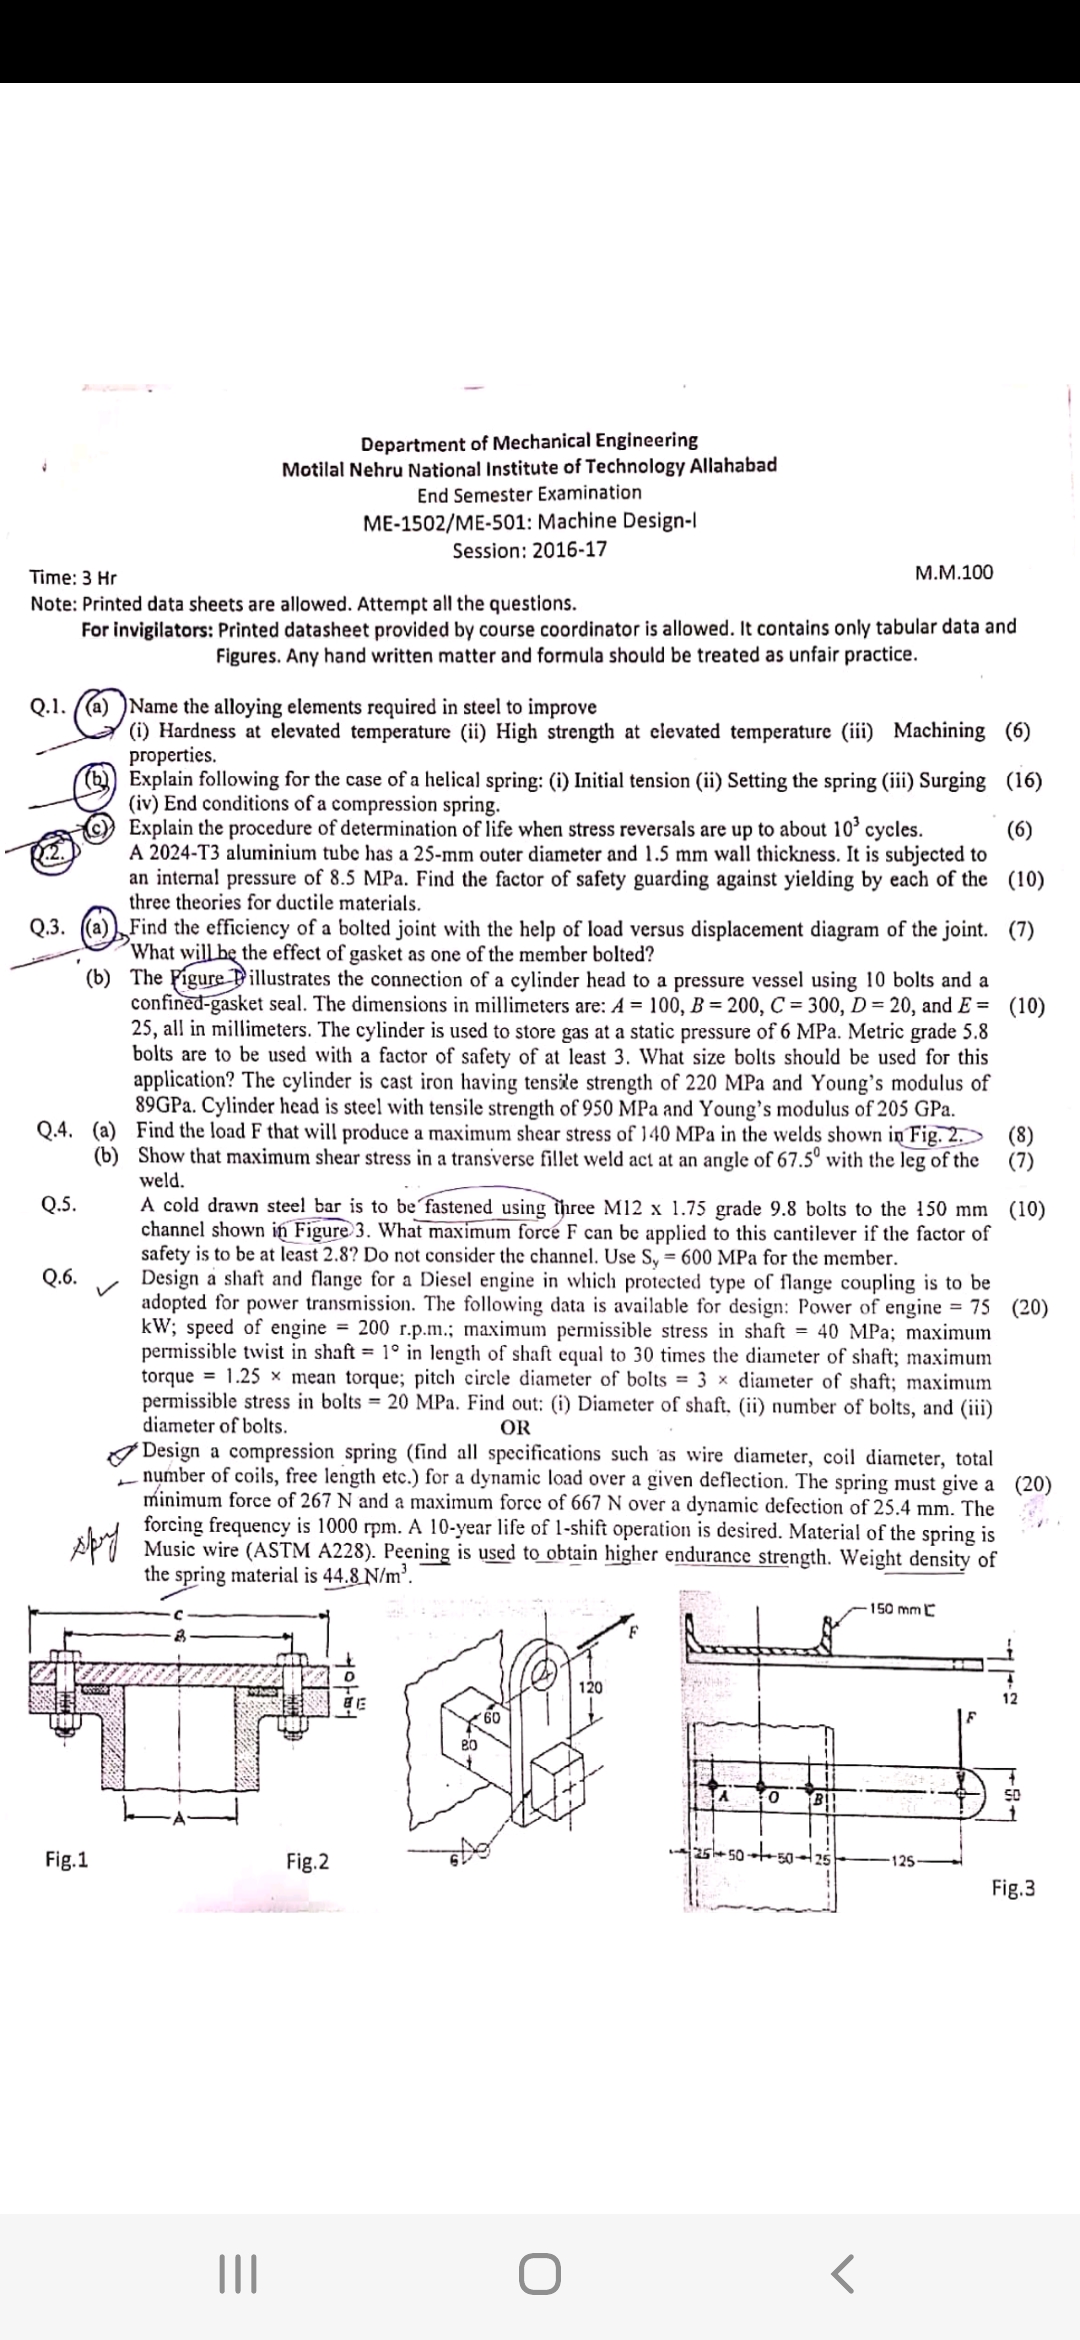 Department of Mechanical Engineering
Motilal Nehru National Institute of Technology Allahabad
End Semester Examination
ME-1502/ME-501: Machine Design-I
Session: 2016-17
Time: 3 Hr M.M.100
Note: Printed data sheets are allowed. Attempt all the questions.
For invigilators: Printed datasheet provided by course coordinator is allowed. It contains only tabular data and
Figures. Any hand written matter and formula should be treated as unfair practice.
Q.1. (a) Name the alloying elements required in steel to improve
(i) Hardness at elevated temperature (ii) High strength at elevated temperature (iii) Machining (6)
properties.
(b) Explain following for the case of a helical spring: (i) Initial tension (ii) Setting the spring (iii) Surging (16)
(iv) End conditions of a compression spring.
(c) Explain the procedure of determination of life when stress reversals are up to about 10³ cycles. (6)
Q.2. A 2024-T3 aluminium tube has a 25-mm outer diameter and 1.5 mm wall thickness. It is subjected to
an internal pressure of 8.5 MPa. Find the factor of safety guarding against yielding by each of the (10)
three theories for ductile materials.
Q.3. (a) Find the efficiency of a bolted joint with the help of load versus displacement diagram of the joint. (7)
What will be the effect of gasket as one of the member bolted?
(b) The Figure 1 illustrates the connection of a cylinder head to a pressure vessel using 10 bolts and a
confined-gasket seal. The dimensions in millimeters are: A = 100, B = 200, C = 300, D = 20, and E = (10)
25, all in millimeters. The cylinder is used to store gas at a static pressure of 6 MPa. Metric grade 5.8
bolts are to be used with a factor of safety of at least 3. What size bolts should be used for this
application? The cylinder is cast iron having tensile strength of 220 MPa and Young's modulus of
89GPa. Cylinder head is steel with tensile strength of 950 MPa and Young's modulus of 205 GPa.
Q.4. (a) Find the load F that will produce a maximum shear stress of 140 MPa in the welds shown in Fig. 2. (8)
(b) Show that maximum shear stress in a transverse fillet weld act at an angle of 67.5⁰ with the leg of the (7)
weld.
Q.5. A cold drawn steel bar is to be fastened using three M12 x 1.75 grade 9.8 bolts to the 150 mm (10)
channel shown in Figure 3. What maximum force F can be applied to this cantilever if the factor of
safety is to be at least 2.8? Do not consider the channel. Use Sy = 600 MPa for the member.
Q.6. Design a shaft and flange for a Diesel engine in which protected type of flange coupling is to be
adopted for power transmission. The following data is available for design: Power of engine = 75 (20)
kW; speed of engine = 200 r.p.m.; maximum permissible stress in shaft = 40 MPa; maximum
permissible twist in shaft = 1° in length of shaft equal to 30 times the diameter of shaft; maximum
torque = 1.25 × mean torque; pitch circle diameter of bolts = 3 × diameter of shaft; maximum
permissible stress in bolts = 20 MPa. Find out: (i) Diameter of shaft, (ii) number of bolts, and (iii)
diameter of bolts. OR
Design a compression spring (find all specifications such as wire diameter, coil diameter, total
number of coils, free length etc.) for a dynamic load over a given deflection. The spring must give a (20)
minimum force of 267 N and a maximum force of 667 N over a dynamic defection of 25.4 mm. The
forcing frequency is 1000 rpm. A 10-year life of 1-shift operation is desired. Material of the spring is
Music wire (ASTM A228). Peening is used to obtain higher endurance strength. Weight density of
the spring material is 44.8 N/m³.
C
B
D
E
A
Fig.1
F
120
60
80
6
Fig.2
150 mm
12
F
A O B
50
25 50 50 25 125
Fig.3